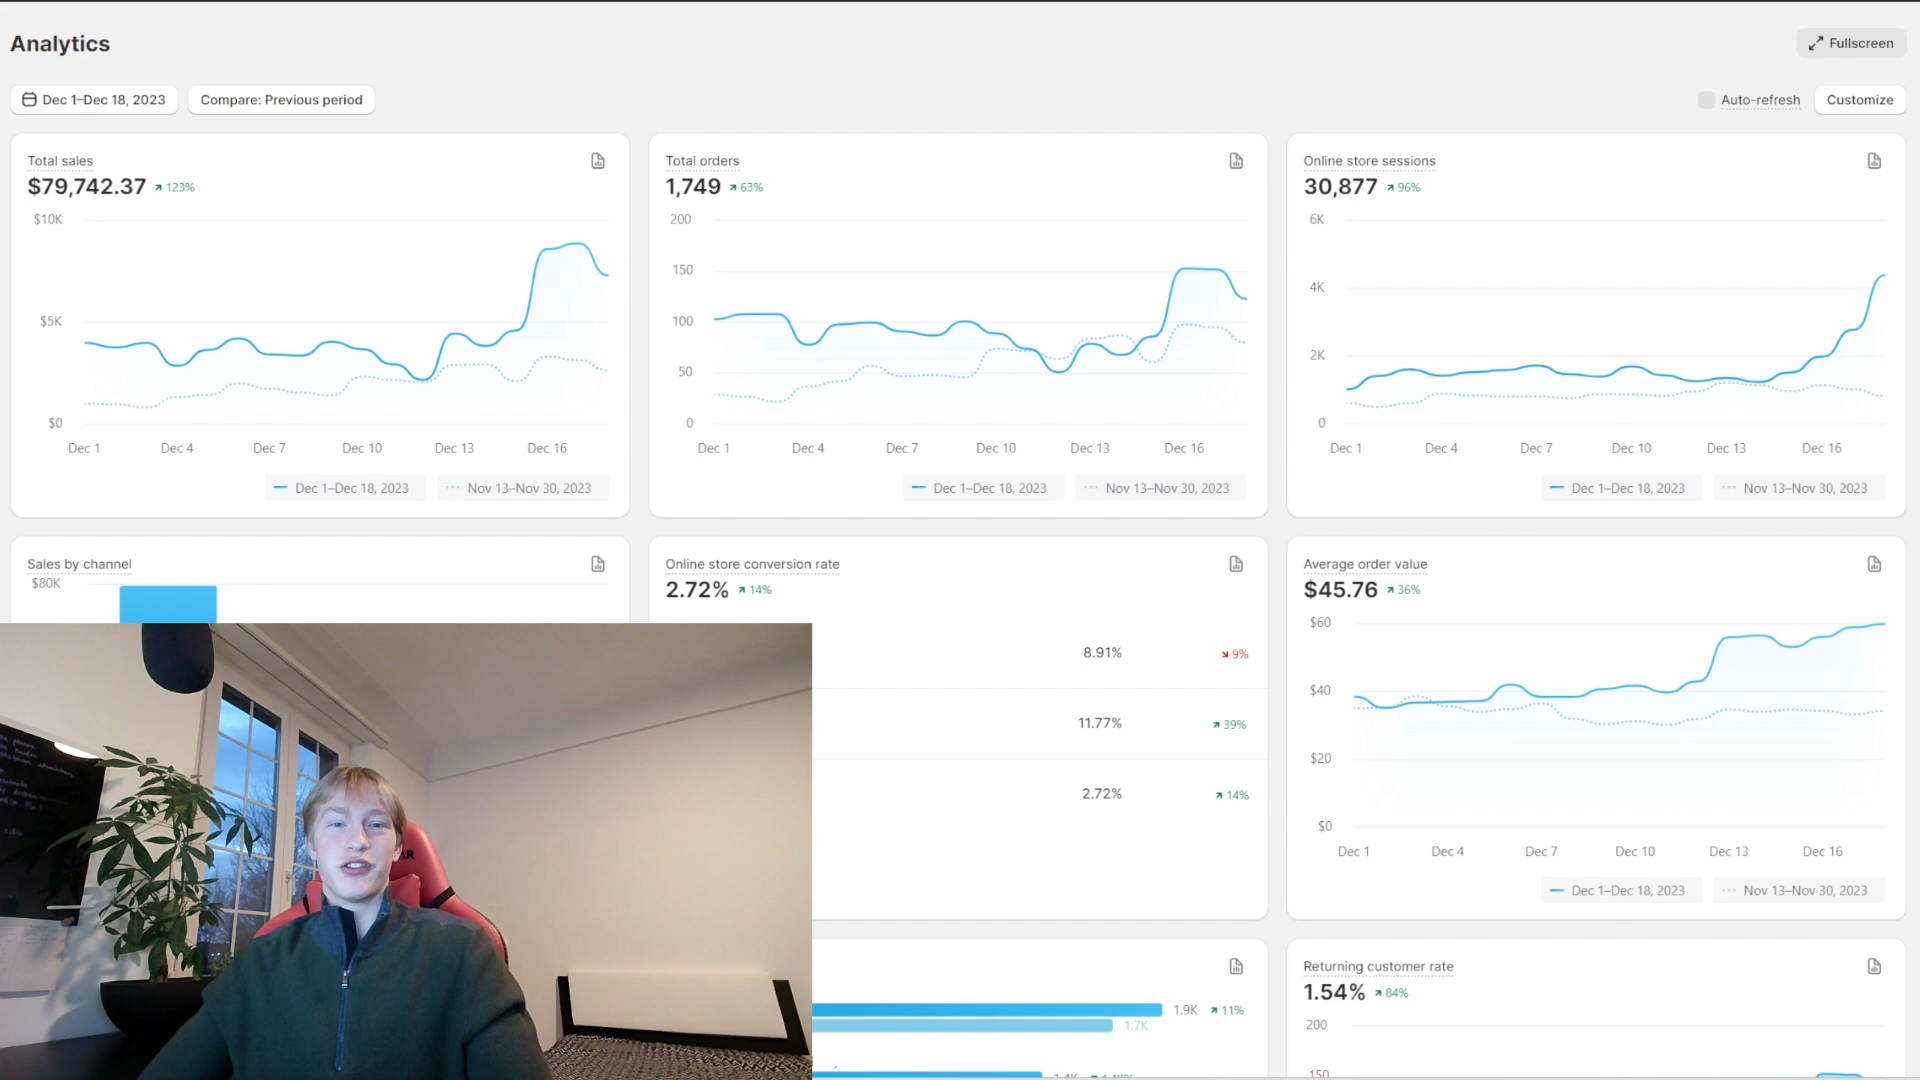 Analytics
Fullscreen
Dec 1–Dec 18, 2023
Compare: Previous period
Auto-refresh
Customize
Total sales
$79,742.37
123%
$10K
$5K
$0
Dec 1 Dec 4 Dec 7 Dec 10 Dec 13 Dec 16
Dec 1–Dec 18, 2023 Nov 13–Nov 30, 2023
Total orders
1,749
63%
200
150
100
50
0
Dec 1 Dec 4 Dec 7 Dec 10 Dec 13 Dec 16
Dec 1–Dec 18, 2023 Nov 13–Nov 30, 2023
Online store sessions
30,877
96%
6K
4K
2K
0
Dec 1 Dec 4 Dec 7 Dec 10 Dec 13 Dec 16
Dec 1–Dec 18, 2023 Nov 13–Nov 30, 2023
Sales by channel
$80K
Online store conversion rate
2.72%
14%
8.91% 9%
11.77% 39%
2.72% 14%
Average order value
$45.76
36%
$60
$40
$20
$0
Dec 1 Dec 4 Dec 7 Dec 10 Dec 13 Dec 16
Dec 1–Dec 18, 2023 Nov 13–Nov 30, 2023
1.9K 11%
1.7K
Returning customer rate
1.54%
84%
200
150